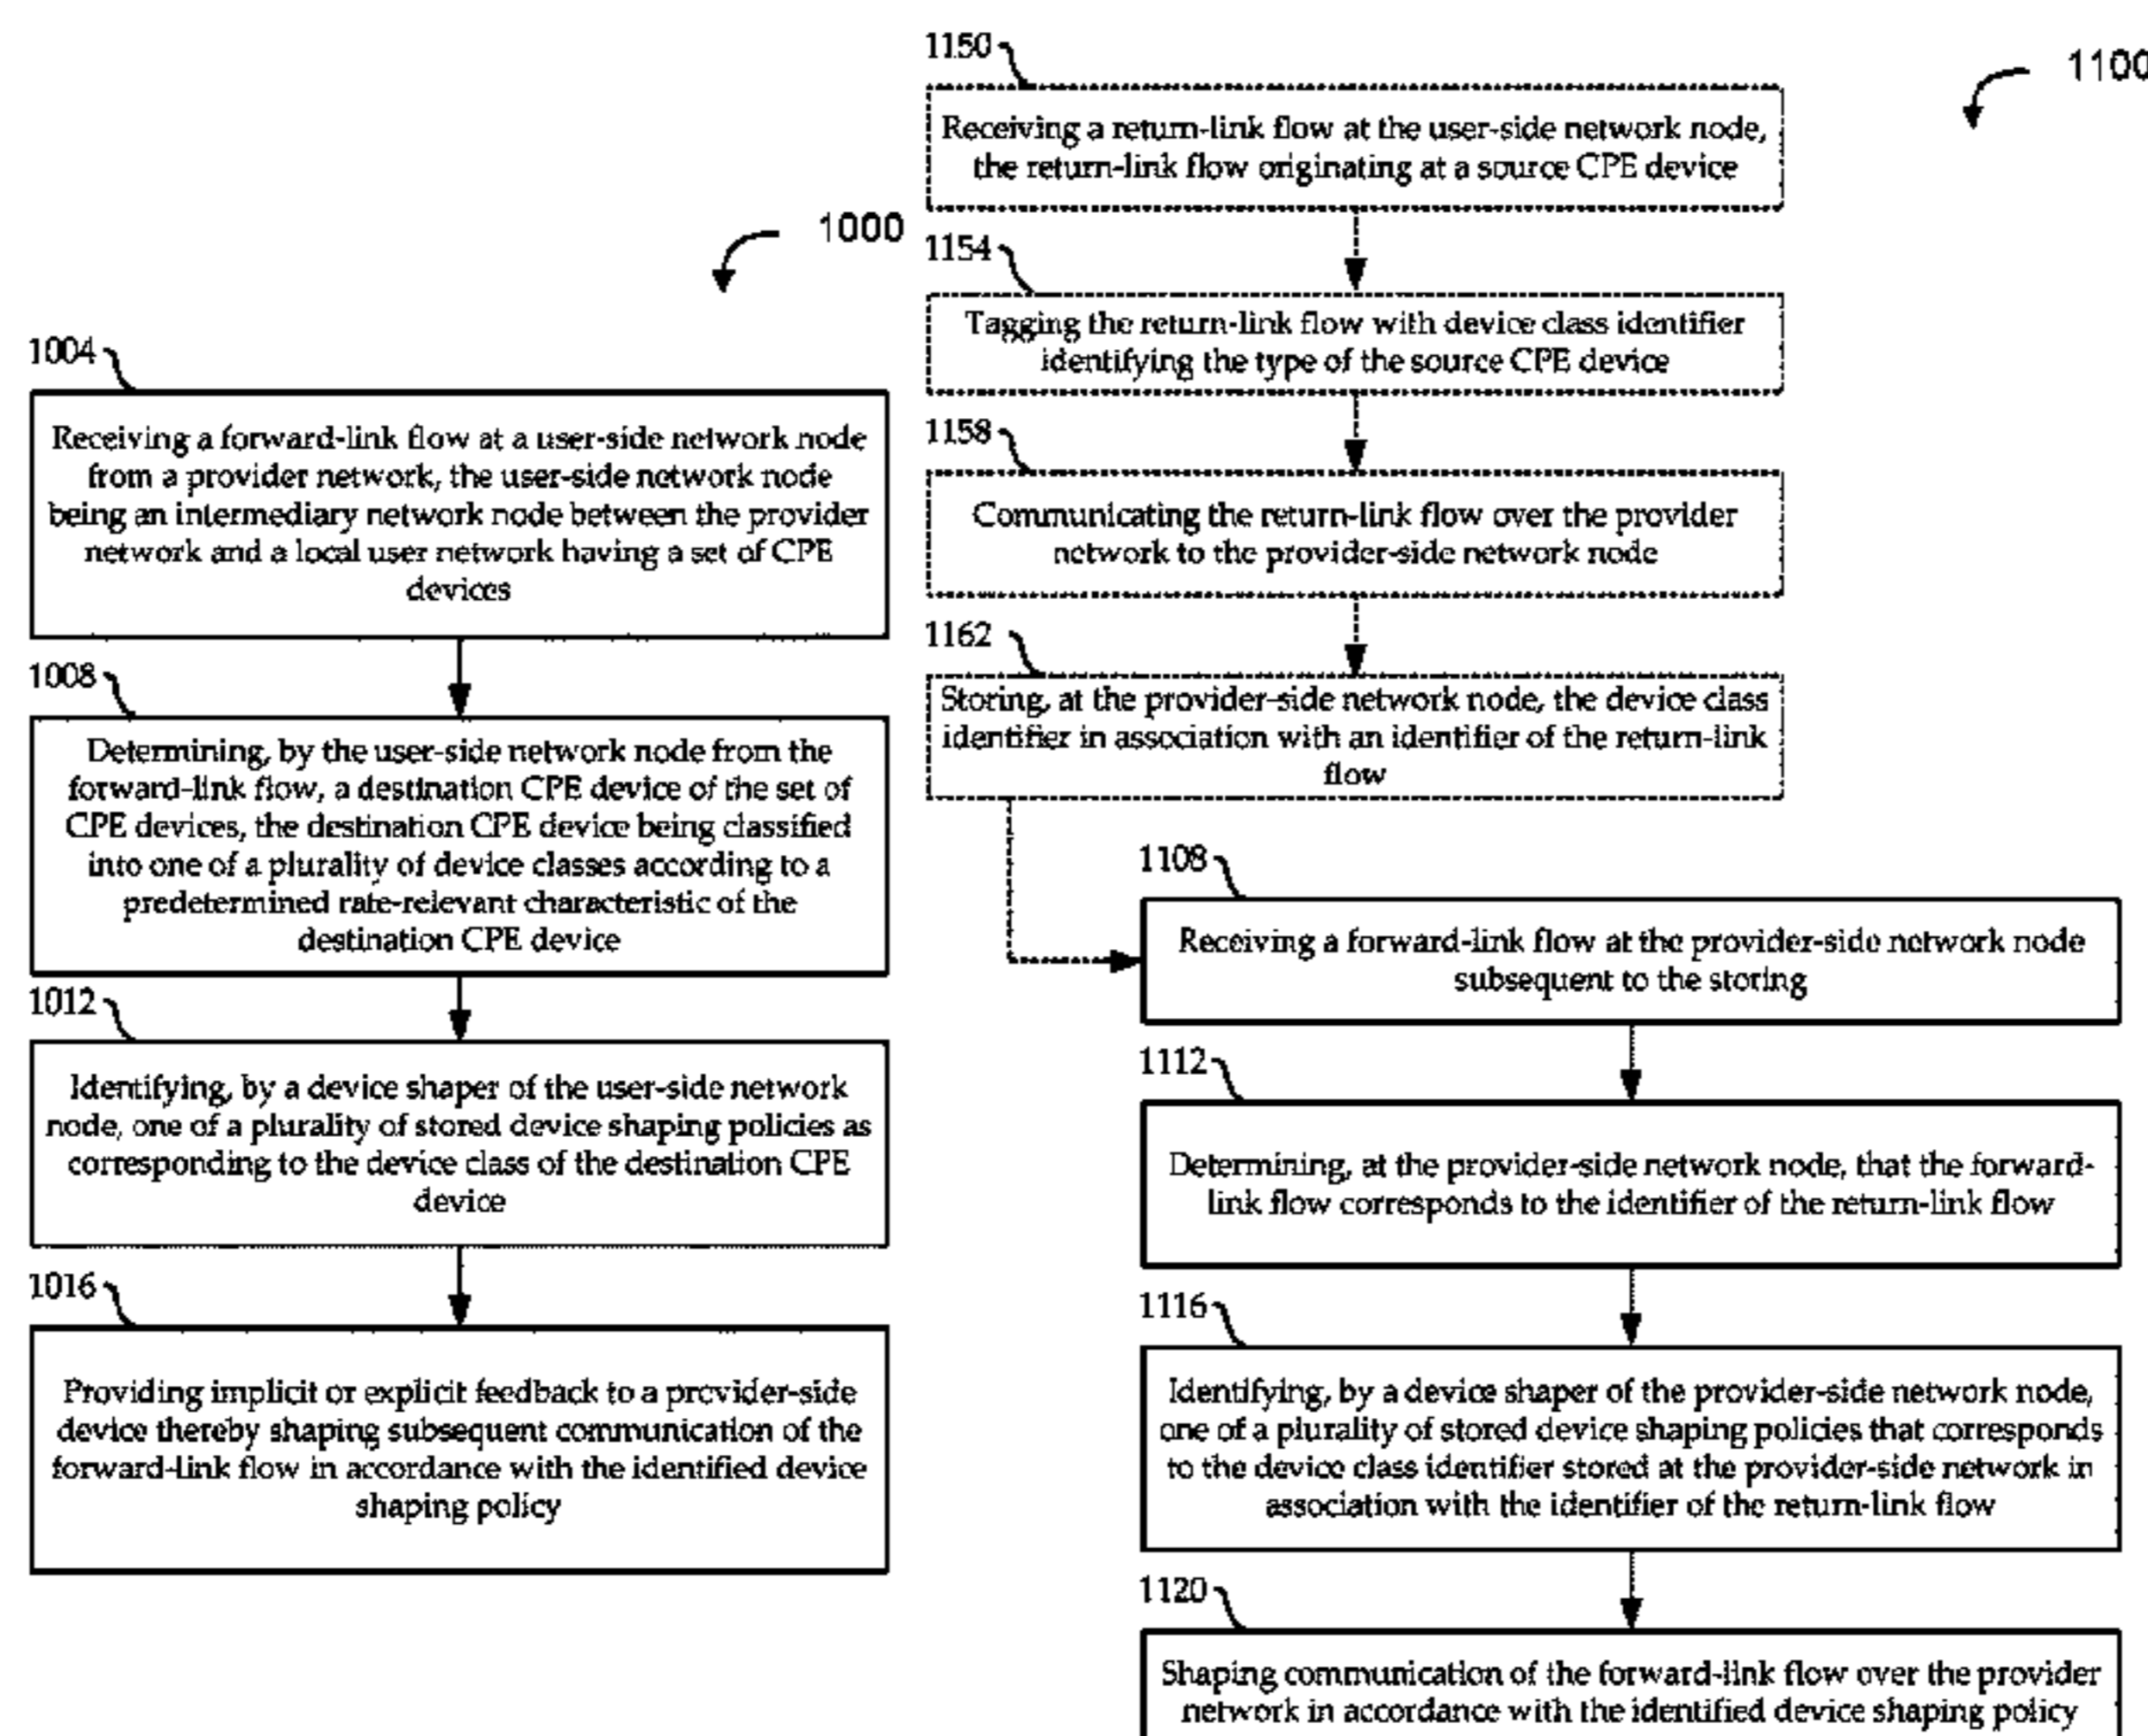 1000
1004
Receiving a forward-link flow at a user-side network node
from a provider network, the user-side network node
being an intermediary network node between the provider
network and a local user network having a set of CPE
devices
1008
Determining, by the user-side network node from the
forward-link flow, a destination CPE device of the set of
CPE devices, the destination CPE device being classified
into one of a plurality of device classes according to a
predetermined rate-relevant characteristic of the
destination CPE device
1012
Identifying, by a device shaper of the user-side network
node, one of a plurality of stored device shaping policies as
corresponding to the device class of the destination CPE
device
1016
Providing implicit or explicit feedback to a provider-side
device thereby shaping subsequent communication of the
forward-link flow in accordance with the identified device
shaping policy
1100
1150
Receiving a return-link flow at the user-side network node,
the return-link flow originating at a source CPE device
1154
Tagging the return-link flow with device class identifier
identifying the type of the source CPE device
1158
Communicating the return-link flow over the provider
network to the provider-side network node
1162
Storing, at the provider-side network node, the device class
identifier in association with an identifier of the return-link
flow
1108
Receiving a forward-link flow at the provider-side network node
subsequent to the storing
1112
Determining, at the provider-side network node, that the forward-
link flow corresponds to the identifier of the return-link flow
1116
Identifying, by a device shaper of the provider-side network node,
one of a plurality of stored device shaping policies that corresponds
to the device class identifier stored at the provider-side network in
association with the identifier of the return-link flow
1120
Shaping communication of the forward-link flow over the provider
network in accordance with the identified device shaping policy